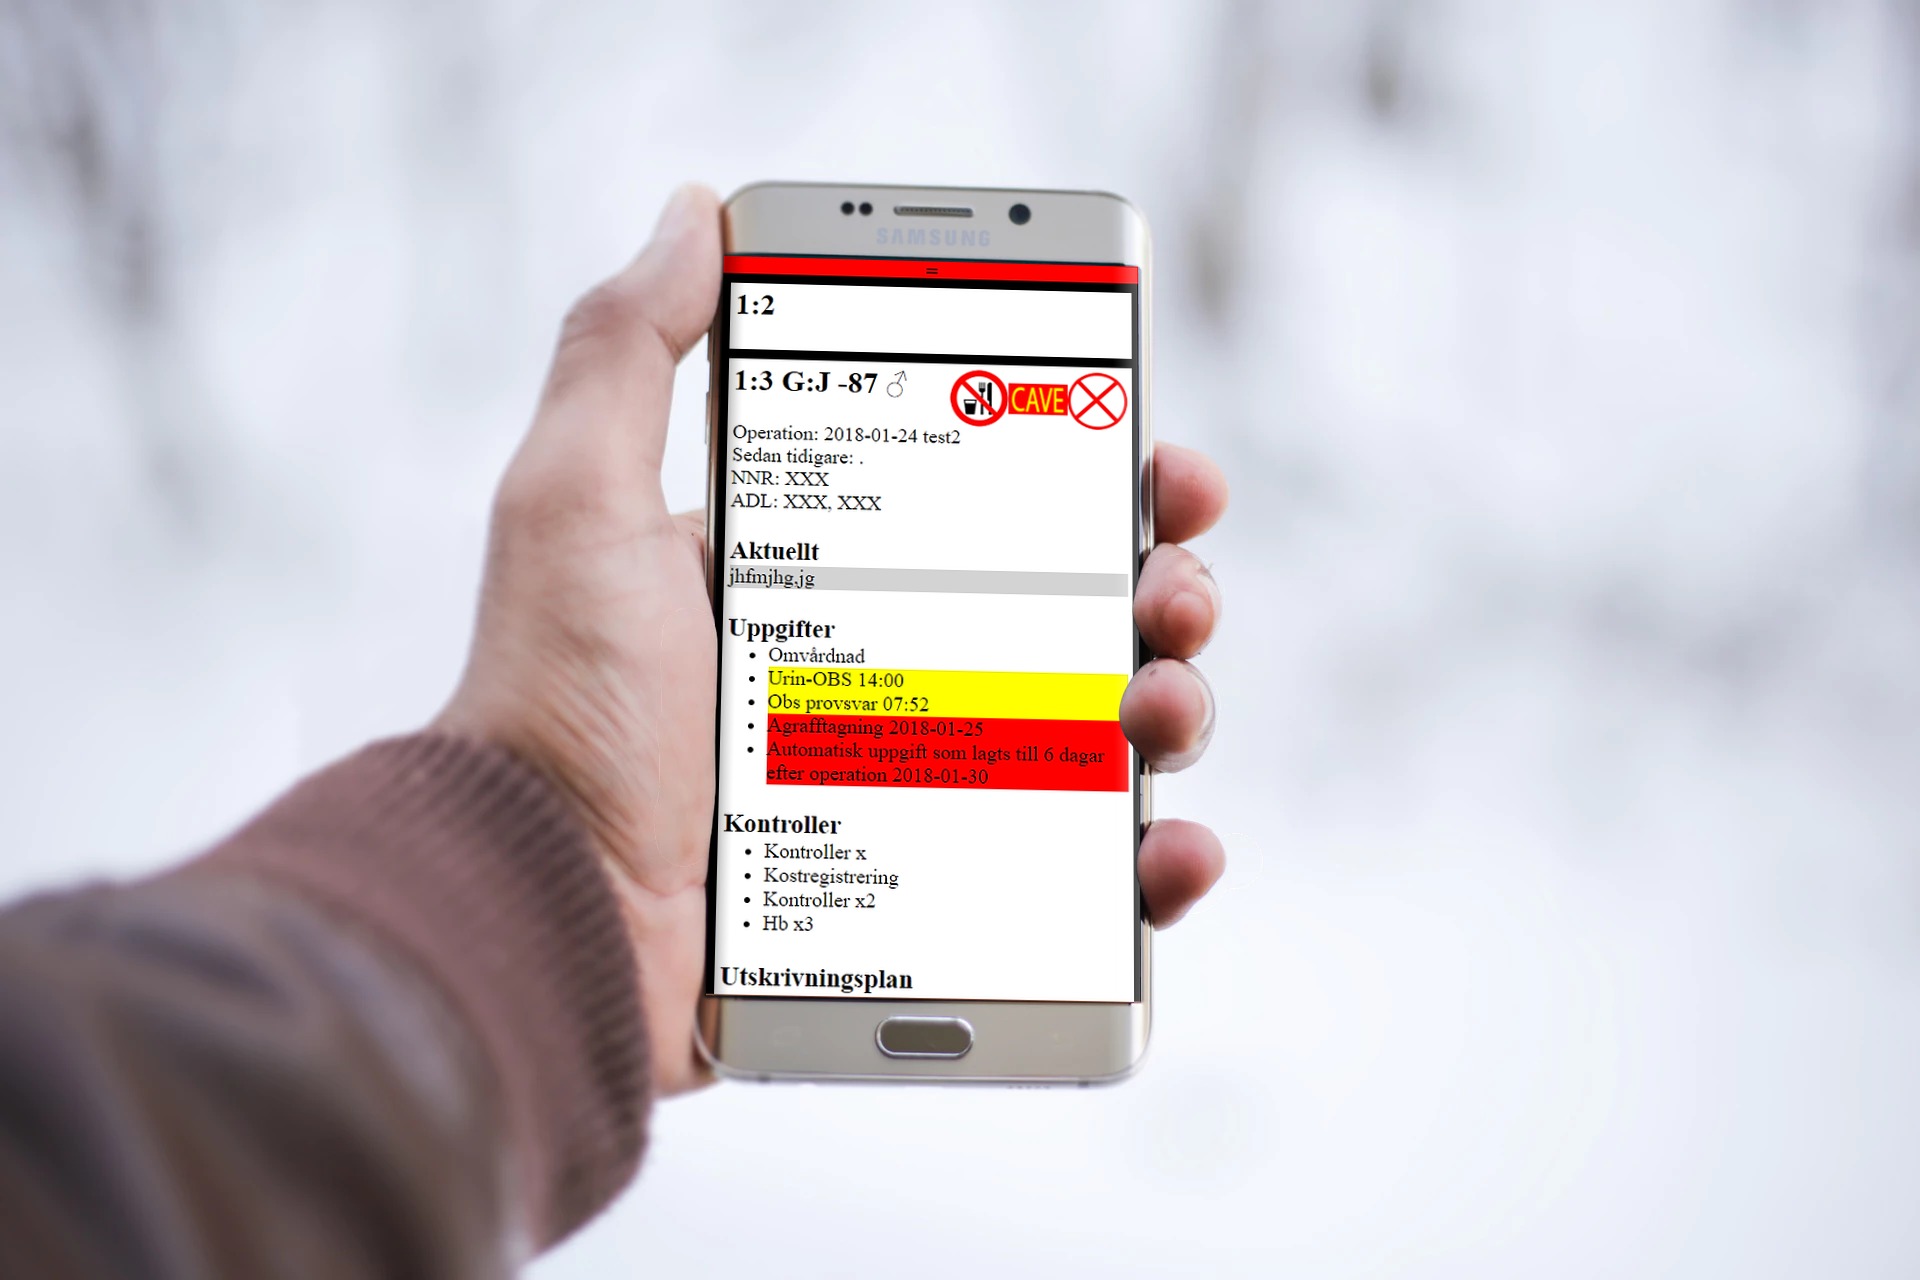 SAMSUNG
1:2
1:3 G:J -87 ♂
CAVE
Operation: 2018-01-24 test2
Sedan tidigare: .
NNR: XXX
ADL: XXX, XXX
Aktuellt
jhfmjhg,jg
Uppgifter
• Omvårdnad
• Urin-OBS 14:00
• Obs provsvar 07:52
• Agrafftagning 2018-01-25
• Automatisk uppgift som lagts till 6 dagar
efter operation 2018-01-30
Kontroller
• Kontroller x
• Kostregistrering
• Kontroller x2
• Hb x3
Utskrivningsplan